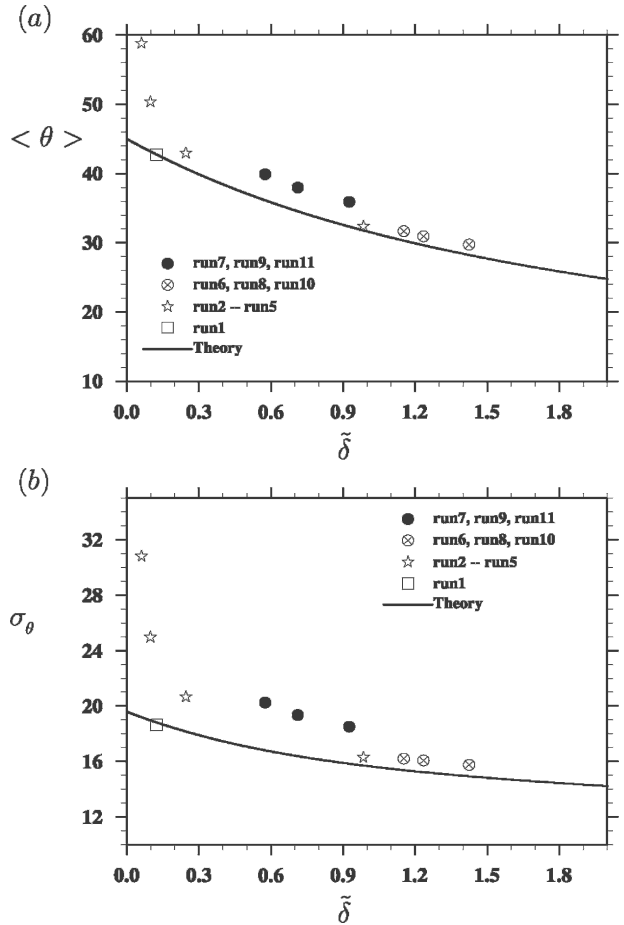 (a)
60
50
< θ >
40
30
20
10
run7, run9, run11
run6, run8, run10
run2 -- run5
run1
Theory
0.0 0.3 0.6 0.9 1.2 1.5 1.8
δ̃
(b)
32
28
24
σ_θ
20
16
12
run7, run9, run11
run6, run8, run10
run2 -- run5
run1
Theory
0.0 0.3 0.6 0.9 1.2 1.5 1.8
δ̃